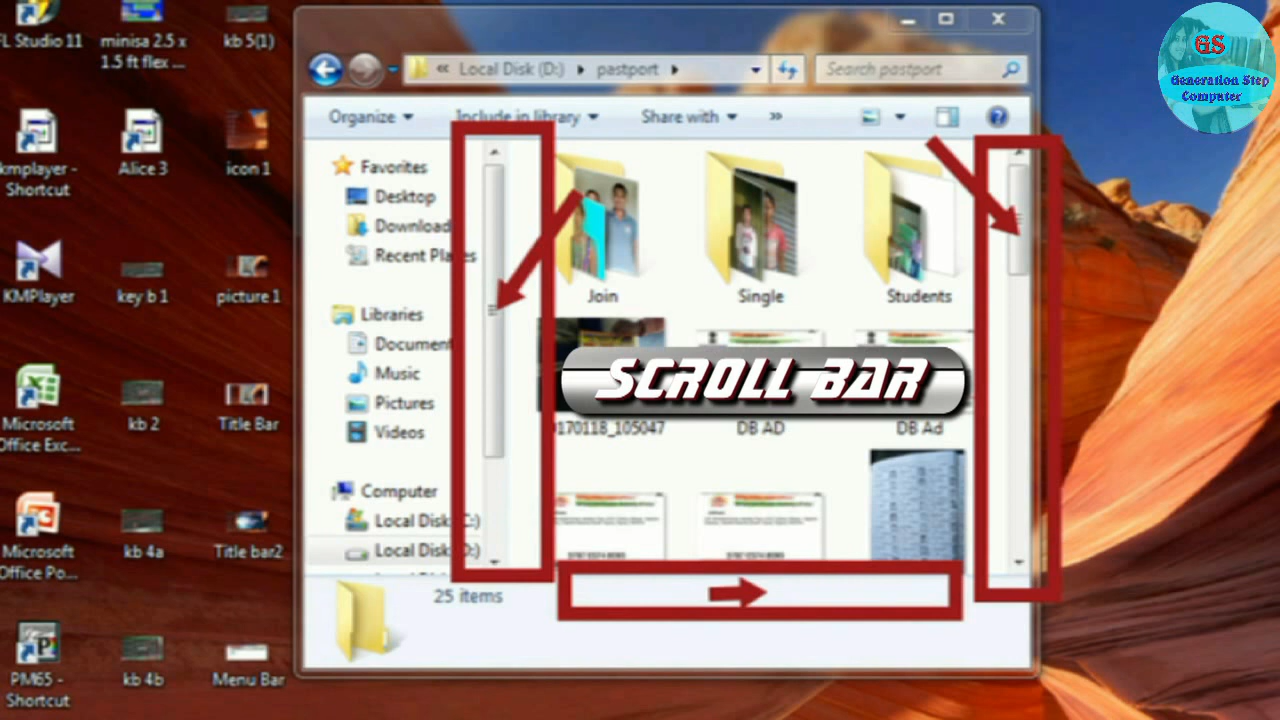 FL Studio 11
minisa 2.5 x
1.5 ft flex ...
kb 5(1)
kmplayer -
Shortcut
Alice 3
icon 1
KMPlayer
key b 1
picture 1
Microsoft
Office Exc...
kb 2
Title Bar
Microsoft
Office Po...
kb 4a
Title bar2
PM65 -
Shortcut
kb 4b
Menu Bar
« Local Disk (D:) pastport
Search pastport
Organize
Include in library
Share with
»
Favorites
Desktop
Download
Recent Places
Libraries
Document
Music
Pictures
Videos
Computer
Local Disk (C:)
Local Disk (D:)
Join
Single
Students
SCROLL BAR
0170118_105047
DB AD
DB Ad
25 items
GS
Generation Step
Computer